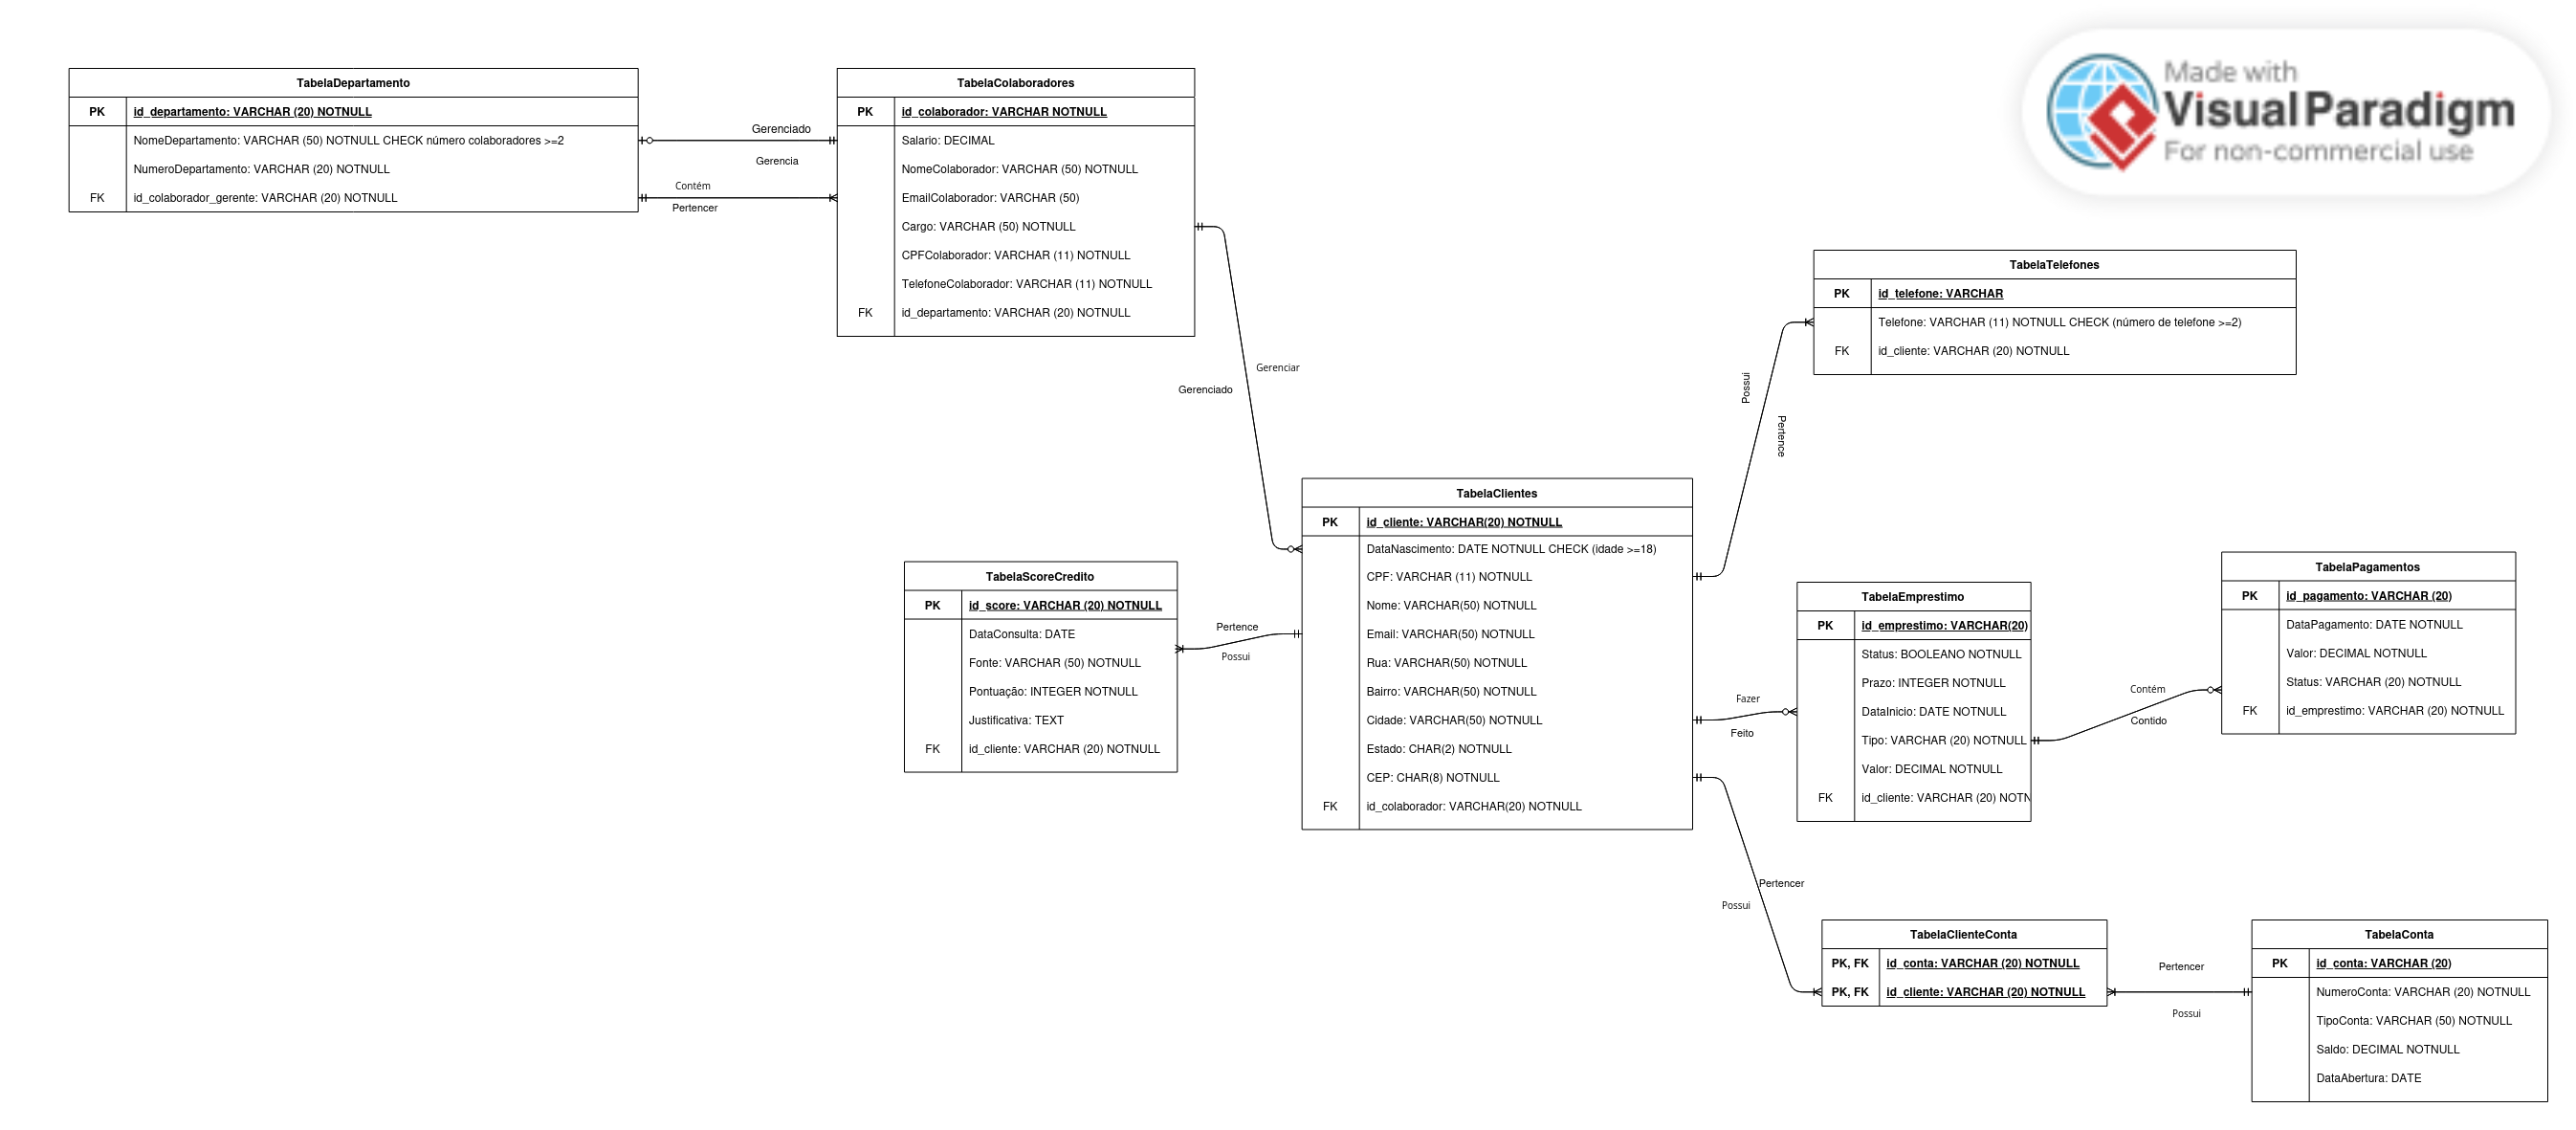 Made with
Visual Paradigm
For non-commercial use
TabelaDepartamento
PK id_departamento: VARCHAR (20) NOTNULL
NomeDepartamento: VARCHAR (50) NOTNULL CHECK número colaboradores >=2
NumeroDepartamento: VARCHAR (20) NOTNULL
FK id_colaborador_gerente: VARCHAR (20) NOTNULL
Gerenciado
Gerencia
Contém
Pertencer
TabelaColaboradores
PK id_colaborador: VARCHAR NOTNULL
Salario: DECIMAL
NomeColaborador: VARCHAR (50) NOTNULL
EmailColaborador: VARCHAR (50)
Cargo: VARCHAR (50) NOTNULL
CPFColaborador: VARCHAR (11) NOTNULL
TelefoneColaborador: VARCHAR (11) NOTNULL
FK id_departamento: VARCHAR (20) NOTNULL
Gerenciar
Gerenciado
TabelaTelefones
PK id_telefone: VARCHAR
Telefone: VARCHAR (11) NOTNULL CHECK (número de telefone >=2)
FK id_cliente: VARCHAR (20) NOTNULL
Possui
Pertence
TabelaClientes
PK id_cliente: VARCHAR(20) NOTNULL
DataNascimento: DATE NOTNULL CHECK (idade >=18)
CPF: VARCHAR (11) NOTNULL
Nome: VARCHAR(50) NOTNULL
Email: VARCHAR(50) NOTNULL
Rua: VARCHAR(50) NOTNULL
Bairro: VARCHAR(50) NOTNULL
Cidade: VARCHAR(50) NOTNULL
Estado: CHAR(2) NOTNULL
CEP: CHAR(8) NOTNULL
FK id_colaborador: VARCHAR(20) NOTNULL
TabelaScoreCredito
PK id_score: VARCHAR (20) NOTNULL
DataConsulta: DATE
Fonte: VARCHAR (50) NOTNULL
Pontuação: INTEGER NOTNULL
Justificativa: TEXT
FK id_cliente: VARCHAR (20) NOTNULL
Pertence
Possui
TabelaEmprestimo
PK id_emprestimo: VARCHAR(20)
Status: BOOLEANO NOTNULL
Prazo: INTEGER NOTNULL
DataInicio: DATE NOTNULL
Tipo: VARCHAR (20) NOTNULL
Valor: DECIMAL NOTNULL
FK id_cliente: VARCHAR (20) NOTN
Fazer
Feito
TabelaPagamentos
PK id_pagamento: VARCHAR (20)
DataPagamento: DATE NOTNULL
Valor: DECIMAL NOTNULL
Status: VARCHAR (20) NOTNULL
FK id_emprestimo: VARCHAR (20) NOTNULL
Contém
Contido
Pertencer
Possui
TabelaClienteConta
PK, FK id_conta: VARCHAR (20) NOTNULL
PK, FK id_cliente: VARCHAR (20) NOTNULL
Pertencer
Possui
TabelaConta
PK id_conta: VARCHAR (20)
NumeroConta: VARCHAR (20) NOTNULL
TipoConta: VARCHAR (50) NOTNULL
Saldo: DECIMAL NOTNULL
DataAbertura: DATE